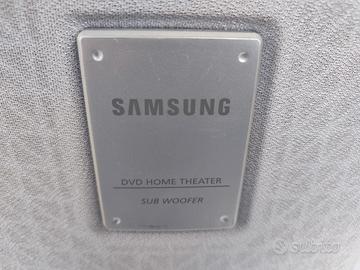 SAMSUNG
DVD HOME THEATER
SUB WOOFER
subito